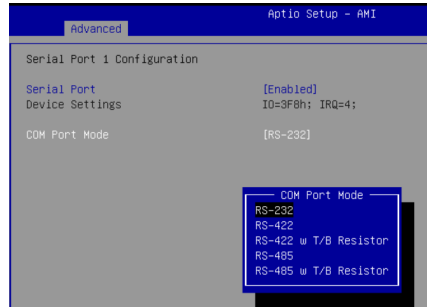 Aptio Setup – AMI
Advanced
Serial Port 1 Configuration
Serial Port [Enabled]
Device Settings IO=3F8h; IRQ=4;
COM Port Mode [RS-232]
COM Port Mode
RS-232
RS-422
RS-422 w T/B Resistor
RS-485
RS-485 w T/B Resistor